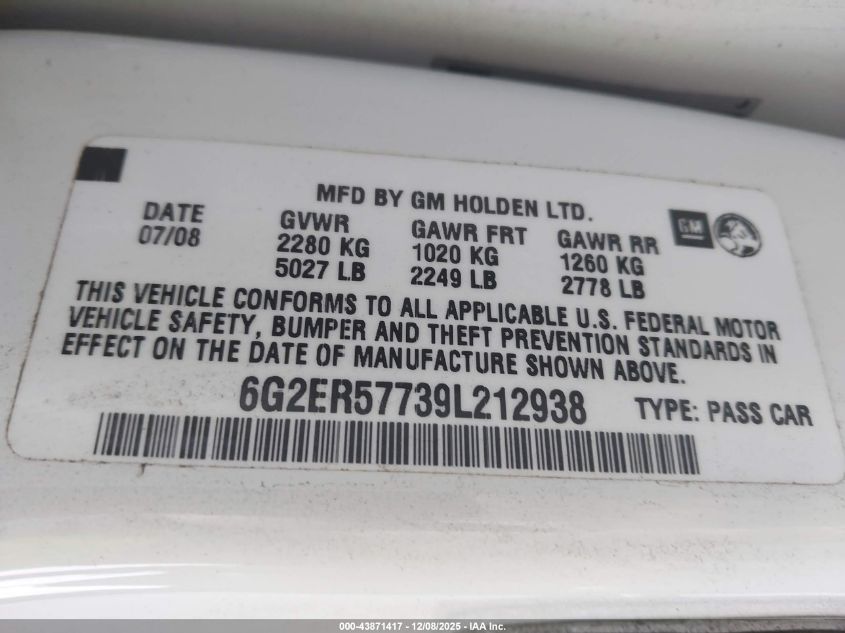 MFD BY GM HOLDEN LTD.
DATE GVWR GAWR FRT GAWR RR GM
07/08 2280 KG 1020 KG 1260 KG
5027 LB 2249 LB 2778 LB
THIS VEHICLE CONFORMS TO ALL APPLICABLE U.S. FEDERAL MOTOR
VEHICLE SAFETY, BUMPER AND THEFT PREVENTION STANDARDS IN
EFFECT ON THE DATE OF MANUFACTURE SHOWN ABOVE.
6G2ER57739L212938 TYPE: PASS CAR
000-43871417 - 12/08/2025 - IAA Inc.